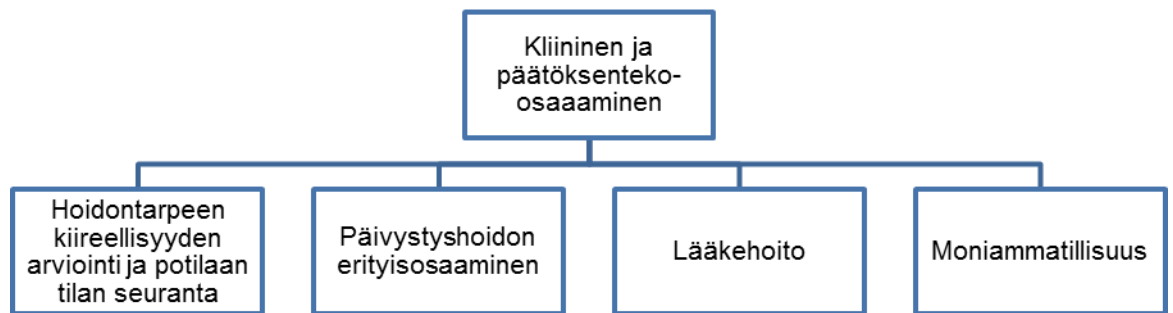 Kliininen ja
päätöksenteko-
osaaaminen
Hoidontarpeen
kiireellisyyden
arviointi ja potilaan
tilan seuranta
Päivystyshoidon
erityisosaaminen
Lääkehoito
Moniammatillisuus